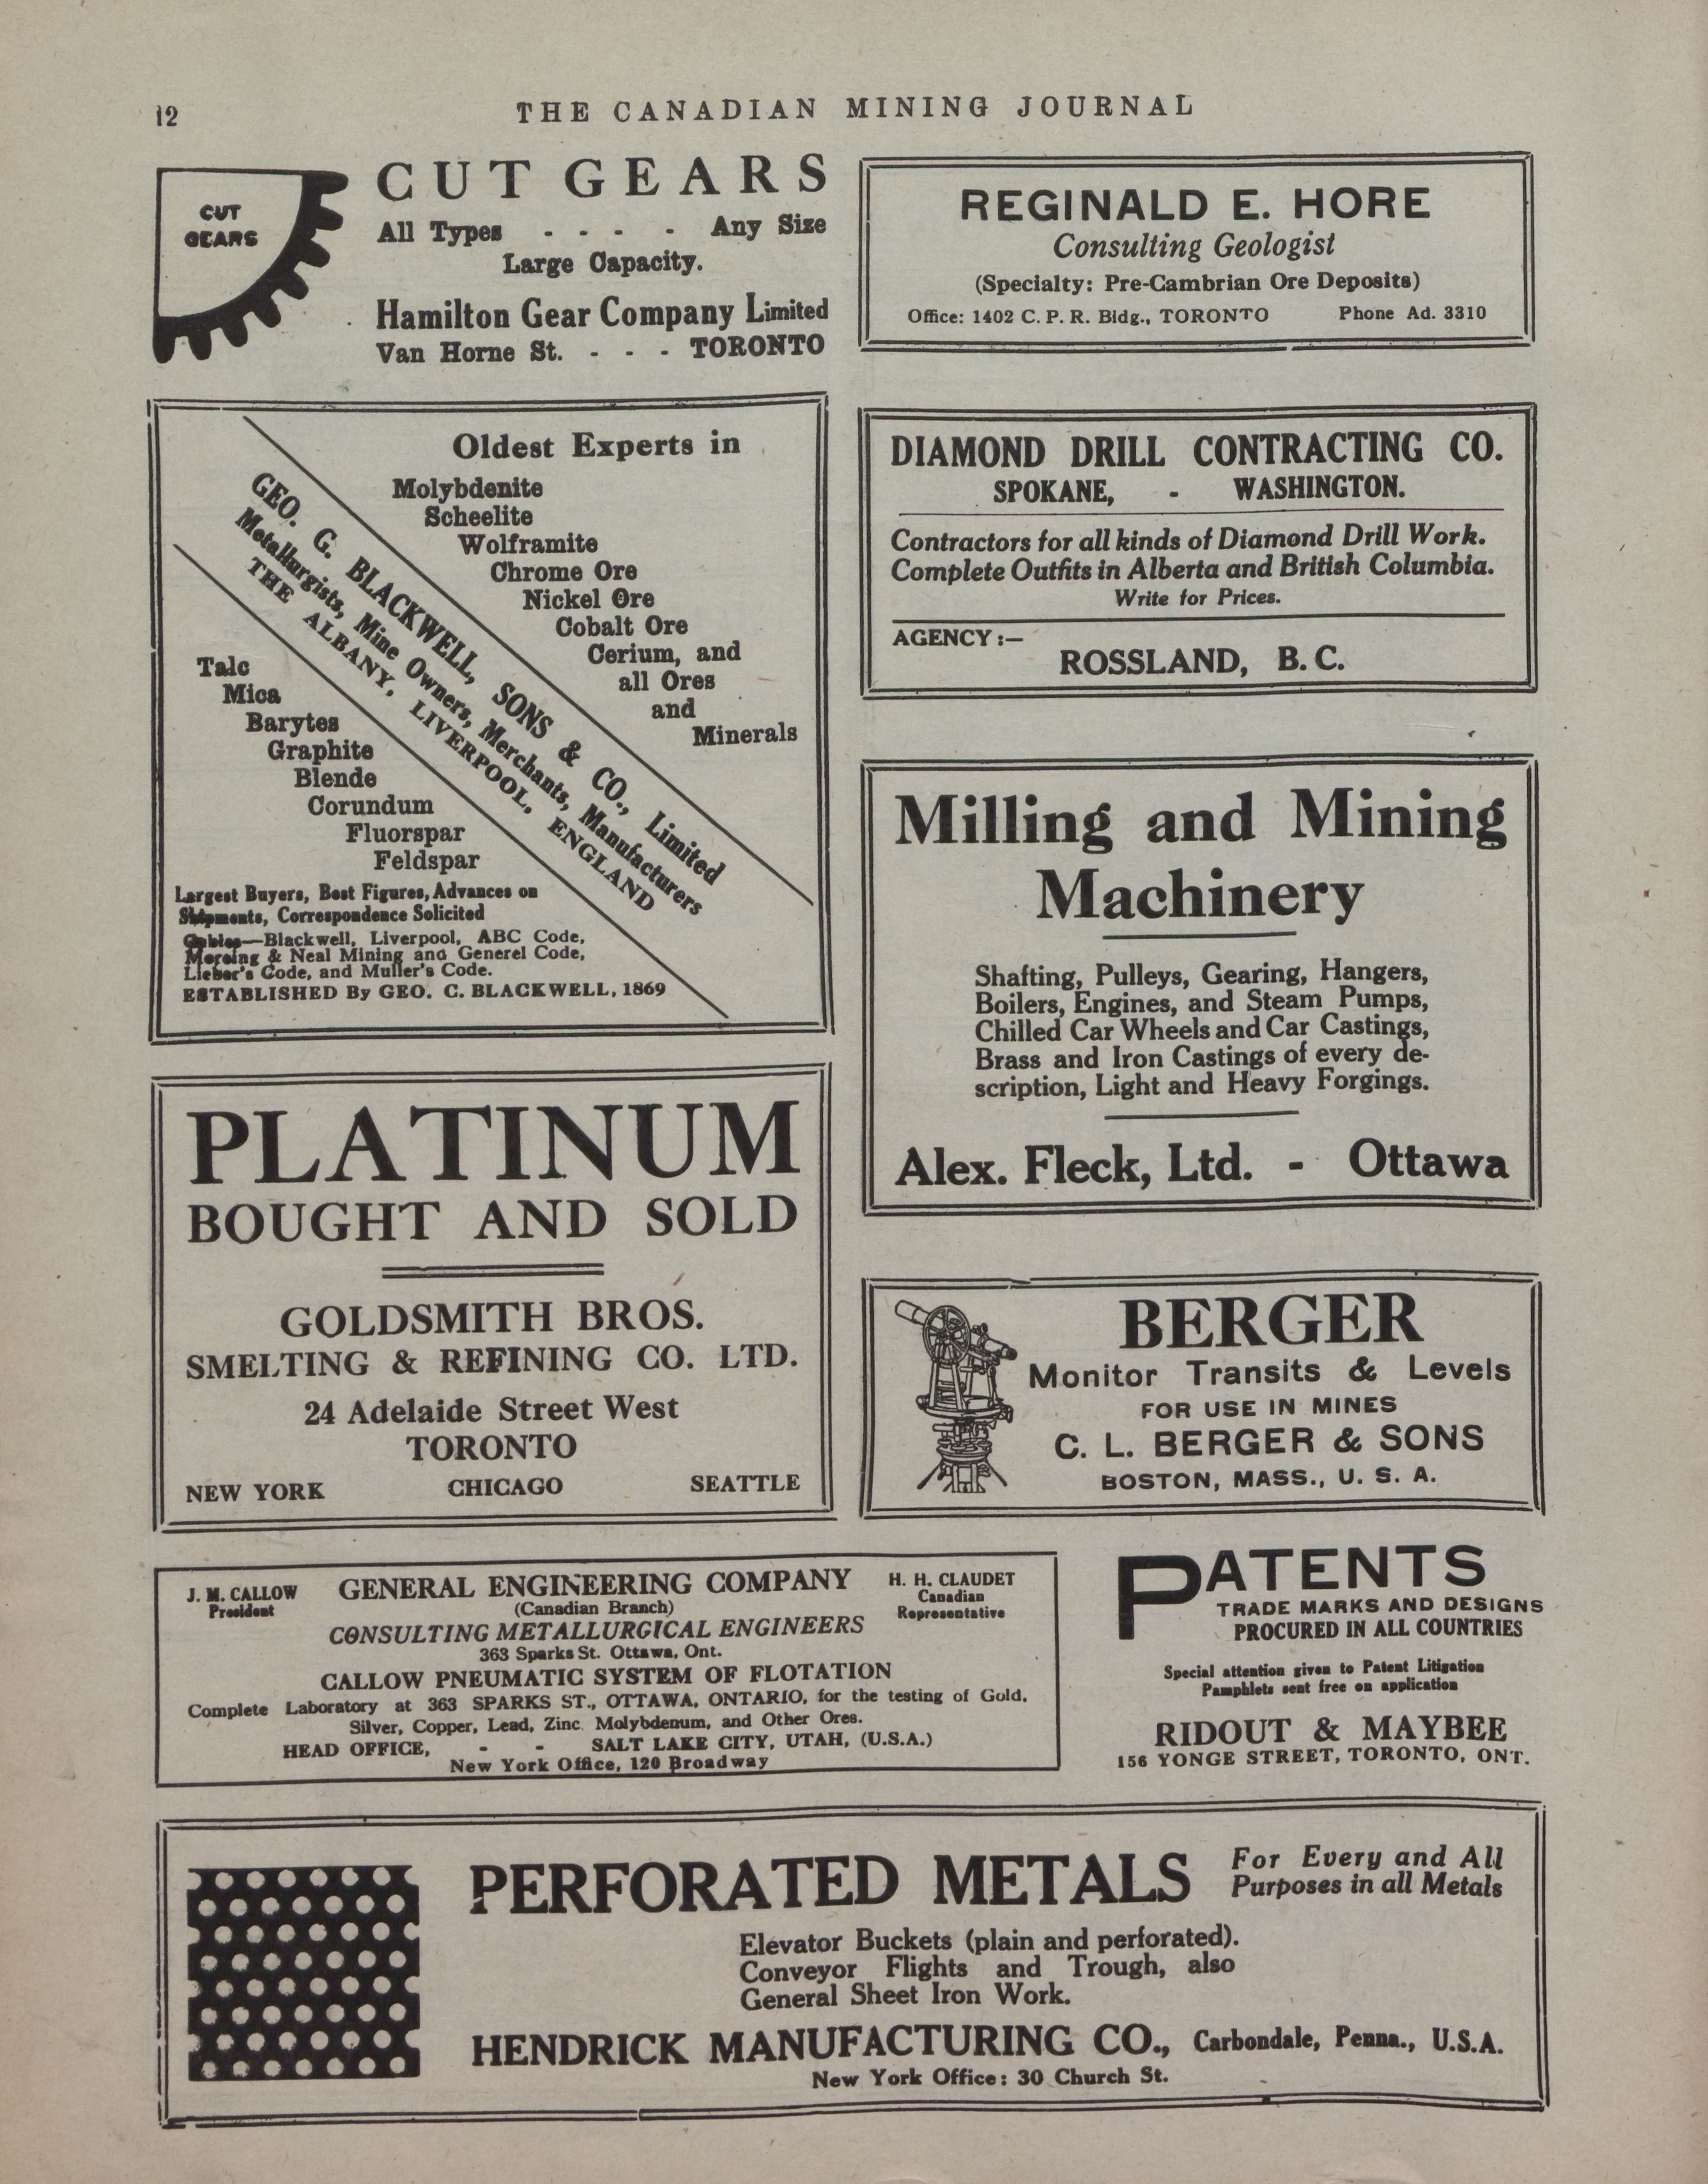 12
THE CANADIAN MINING JOURNAL
CUT
GEARS
CUT GEARS
All Types - - - - Any Size
Large Capacity.
Hamilton Gear Company Limited
Van Horne St. - - - TORONTO
REGINALD E. HORE
Consulting Geologist
(Specialty: Pre-Cambrian Ore Deposits)
Office: 1402 C. P. R. Bldg., TORONTO Phone Ad. 3310
Oldest Experts in
Molybdenite
Scheelite
Wolframite
Chrome Ore
Nickel Ore
Cobalt Ore
Cerium, and
all Ores
and
Minerals
GEO. G. BLACKWELL, SONS & CO., Limited
Metallurgists, Mine Owners, Merchants, Manufacturers
THE ALBANY, LIVERPOOL, ENGLAND
Talc
Mica
Barytes
Graphite
Blende
Corundum
Fluorspar
Feldspar
Largest Buyers, Best Figures, Advances on
Shipments, Correspondence Solicited
Cables—Blackwell, Liverpool, ABC Code,
Moreing & Neal Mining and Generel Code,
Lieber's Code, and Muller's Code.
ESTABLISHED By GEO. C. BLACKWELL, 1869
DIAMOND DRILL CONTRACTING CO.
SPOKANE, - WASHINGTON.
Contractors for all kinds of Diamond Drill Work.
Complete Outfits in Alberta and British Columbia.
Write for Prices.
AGENCY:—
ROSSLAND, B. C.
Milling and Mining
Machinery
Shafting, Pulleys, Gearing, Hangers,
Boilers, Engines, and Steam Pumps,
Chilled Car Wheels and Car Castings,
Brass and Iron Castings of every de-
scription, Light and Heavy Forgings.
Alex. Fleck, Ltd. - Ottawa
PLATINUM
BOUGHT AND SOLD
GOLDSMITH BROS.
SMELTING & REFINING CO. LTD.
24 Adelaide Street West
TORONTO
NEW YORK CHICAGO SEATTLE
BERGER
Monitor Transits & Levels
FOR USE IN MINES
C. L. BERGER & SONS
BOSTON, MASS., U. S. A.
J. M. CALLOW
President
GENERAL ENGINEERING COMPANY
(Canadian Branch)
H. H. CLAUDET
Canadian
Representative
CONSULTING METALLURGICAL ENGINEERS
363 Sparks St. Ottawa, Ont.
CALLOW PNEUMATIC SYSTEM OF FLOTATION
Complete Laboratory at 363 SPARKS ST., OTTAWA, ONTARIO, for the testing of Gold,
Silver, Copper, Lead, Zinc Molybdenum, and Other Ores.
HEAD OFFICE, - - SALT LAKE CITY, UTAH, (U.S.A.)
New York Office, 120 Broadway
PATENTS
TRADE MARKS AND DESIGNS
PROCURED IN ALL COUNTRIES
Special attention given to Patent Litigation
Pamphlets sent free on application
RIDOUT & MAYBEE
156 YONGE STREET, TORONTO, ONT.
PERFORATED METALS
For Every and All
Purposes in all Metals
Elevator Buckets (plain and perforated).
Conveyor Flights and Trough, also
General Sheet Iron Work.
HENDRICK MANUFACTURING CO., Carbondale, Penna., U.S.A.
New York Office: 30 Church St.